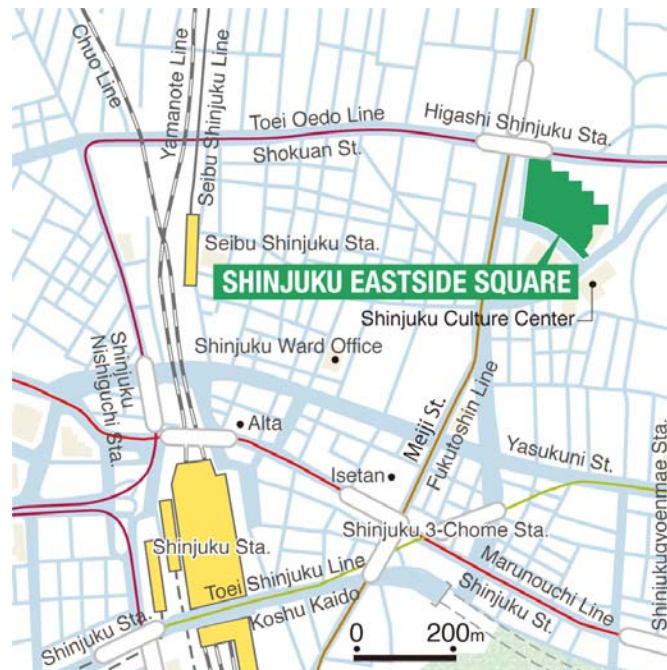 Chuo Line
Yamanote Line
Seibu Shinjuku Line
Toei Oedo Line
Shokuan St.
Higashi Shinjuku Sta.
Seibu Shinjuku Sta.
SHINJUKU EASTSIDE SQUARE
Shinjuku Culture Center
Shinjuku Ward Office
Shinjuku
Nishiguchi Sta.
Alta
Meiji St.
Fukutoshin Line
Yasukuni St.
Isetan
Shinjukugyoenmae Sta.
Shinjuku 3-Chome Sta.
Shinjuku Sta.
Toei Shinjuku Line
Marunouchi Line
Shinjuku St.
Koshu Kaido
Shinjuku Sta.
0 200m